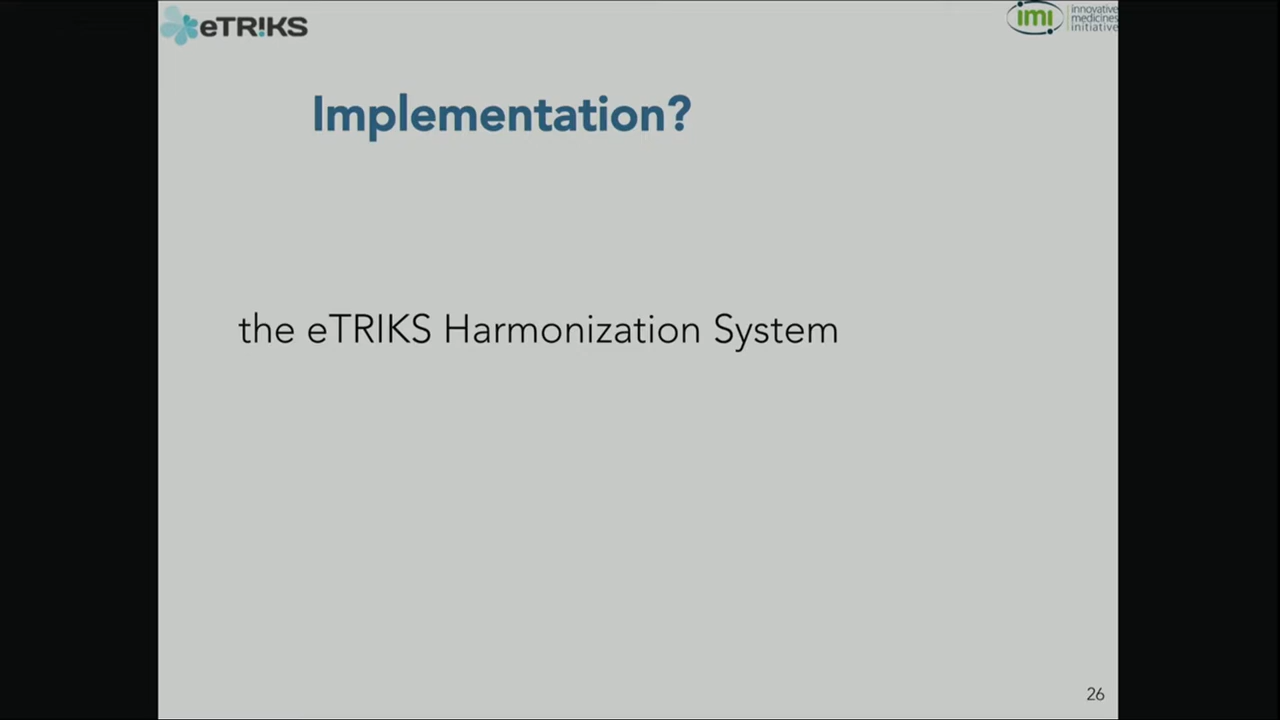 eTR!KS
imi
innovative
medicines
initiative
Implementation?
the eTRIKS Harmonization System
26